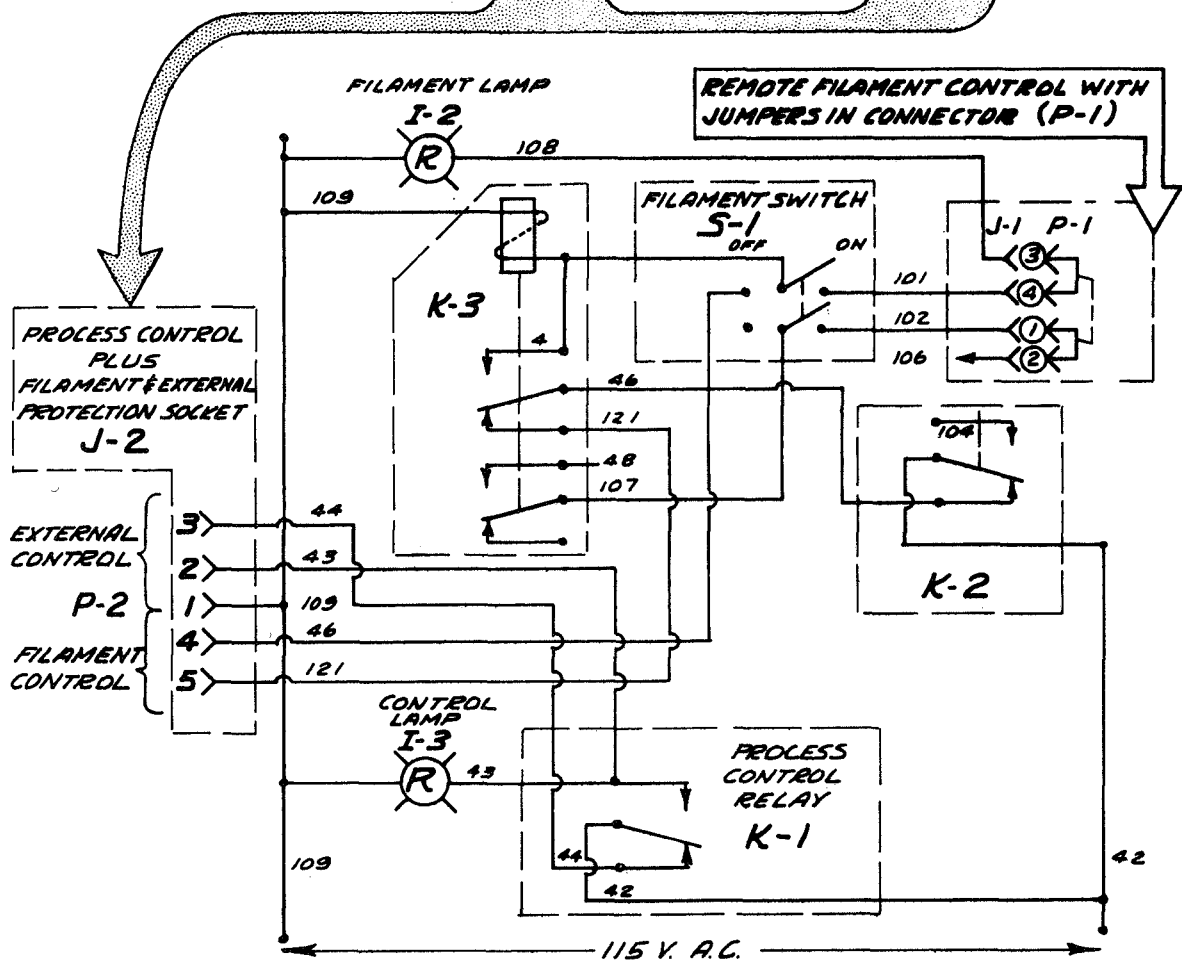 FILAMENT LAMP
I-2
R
108
REMOTE FILAMENT CONTROL WITH
JUMPERS IN CONNECTOR (P-1)
109
FILAMENT SWITCH
S-1
OFF
ON
J-1 P-1
3
K-3
101
4
4
102
1
106
2
PROCESS CONTROL
PLUS
FILAMENT & EXTERNAL
PROTECTION SOCKET
J-2
46
121
48
107
104
K-2
EXTERNAL
CONTROL
3
44
2
43
P-2
1
109
4
46
FILAMENT
CONTROL
5
121
CONTROL
LAMP
I-3
R
43
PROCESS
CONTROL
RELAY
K-1
44
42
109
42
115 V. A.C.